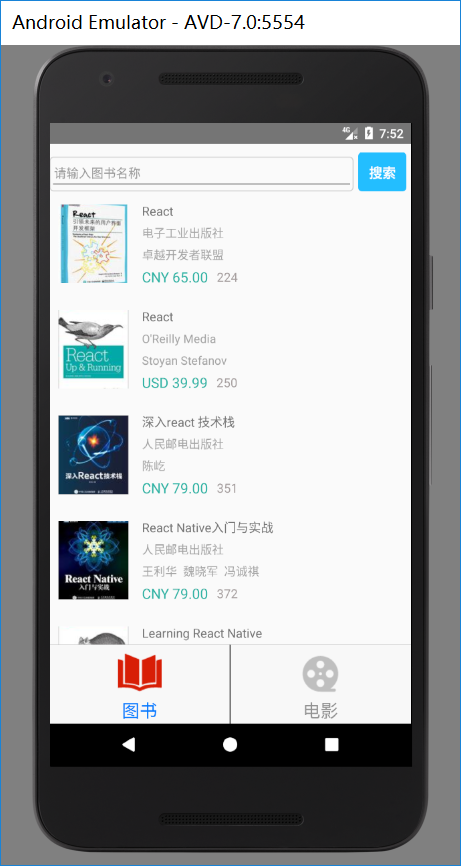 Android Emulator - AVD-7.0:5554
4G 7:52
请输入图书名称
搜索
React
引领未来的用户界面
开发框架
React
电子工业出版社
卓越开发者联盟
CNY 65.00 224
React
Up & Running
React
O'Reilly Media
Stoyan Stefanov
USD 39.99 250
深入React技术栈
深入react 技术栈
人民邮电出版社
陈屹
CNY 79.00 351
React Native
入门与实战
React Native入门与实战
人民邮电出版社
王利华 魏晓军 冯诚祺
CNY 79.00 372
Learning React Native
图书
电影